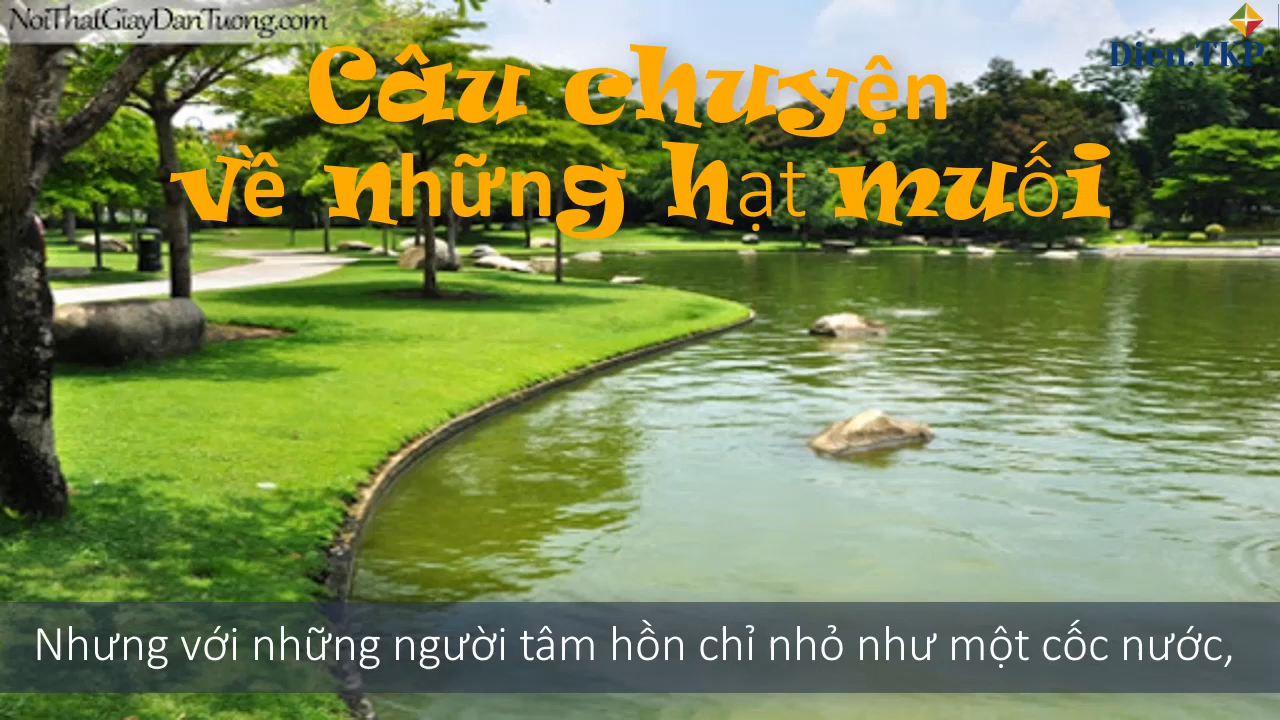 NoiThatGiayDanTuong.com
Dien.TKP
Câu chuyện
về những hạt muối
Nhưng với những người tâm hồn chỉ nhỏ như một cốc nước,